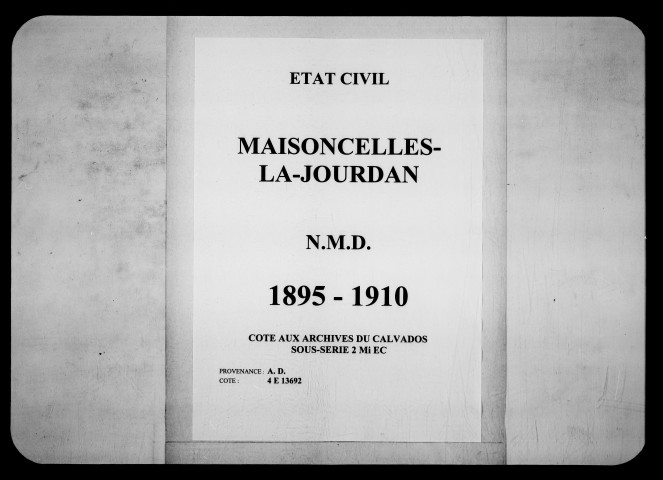 ETAT CIVIL
MAISONCELLES-
LA-JOURDAN
N.M.D.
1895 - 1910
COTE AUX ARCHIVES DU CALVADOS
SOUS-SERIE 2 Mi EC
PROVENANCE : A. D.
COTE : 4 E 13692